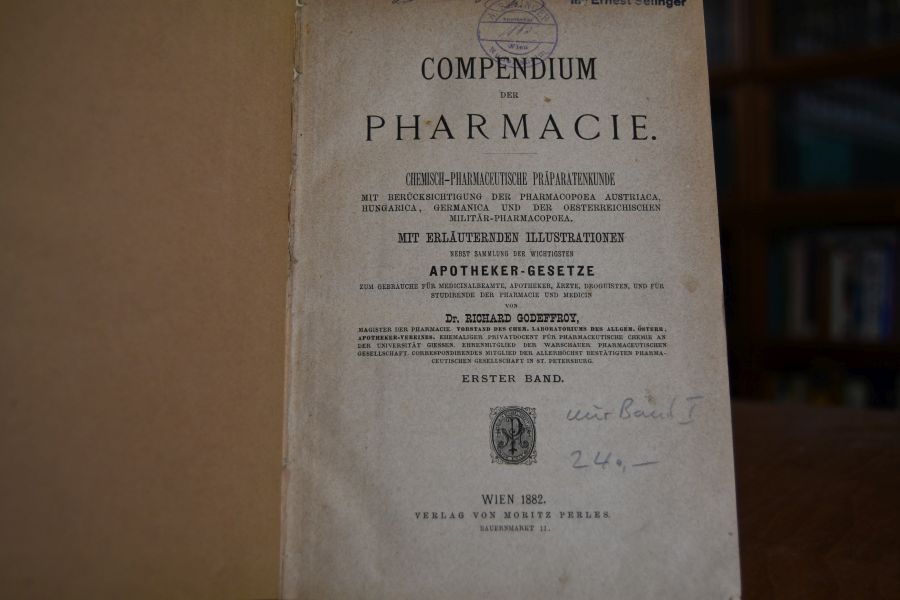 Mr Ernest Selinger
Wien
COMPENDIUM
DER
PHARMACIE.
CHEMISCH-PHARMACEUTISCHE PRÄPARATENKUNDE
MIT BERÜCKSICHTIGUNG DER PHARMACOPOEA AUSTRIACA,
HUNGARICA, GERMANICA UND DER OESTERREICHISCHEN
MILITÄR-PHARMACOPOEA.
MIT ERLÄUTERNDEN ILLUSTRATIONEN
NEBST SAMMLUNG DER WICHTIGSTEN
APOTHEKER-GESETZE
ZUM GEBRAUCHE FÜR MEDICINALBEAMTE, APOTHEKER, ÄRZTE, DROGUISTEN, UND FÜR
STUDIRENDE DER PHARMACIE UND MEDICIN
VON
Dr. RICHARD GODEFFROY,
MAGISTER DER PHARMACIE. VORSTAND DES CHEM. LABORATORIUMS DES ALLGEM. ÖSTERR.
APOTHEKER-VEREINES. EHEMALIGER PRIVATDOCENT FÜR PHARMACEUTISCHE CHEMIE AN
DER UNIVERSITÄT GIESSEN. EHRENMITGLIED DER WARSCHAUER PHARMACEUTISCHEN
GESELLSCHAFT. CORRESPONDIRENDES MITGLIED DER ALLERHÖCHST BESTÄTIGTEN PHARMA-
CEUTISCHEN GESELLSCHAFT IN ST. PETERSBURG.
ERSTER BAND.
nur Band I
24,—
WIEN 1882.
VERLAG VON MORITZ PERLES.
BAUERNMARKT 11.